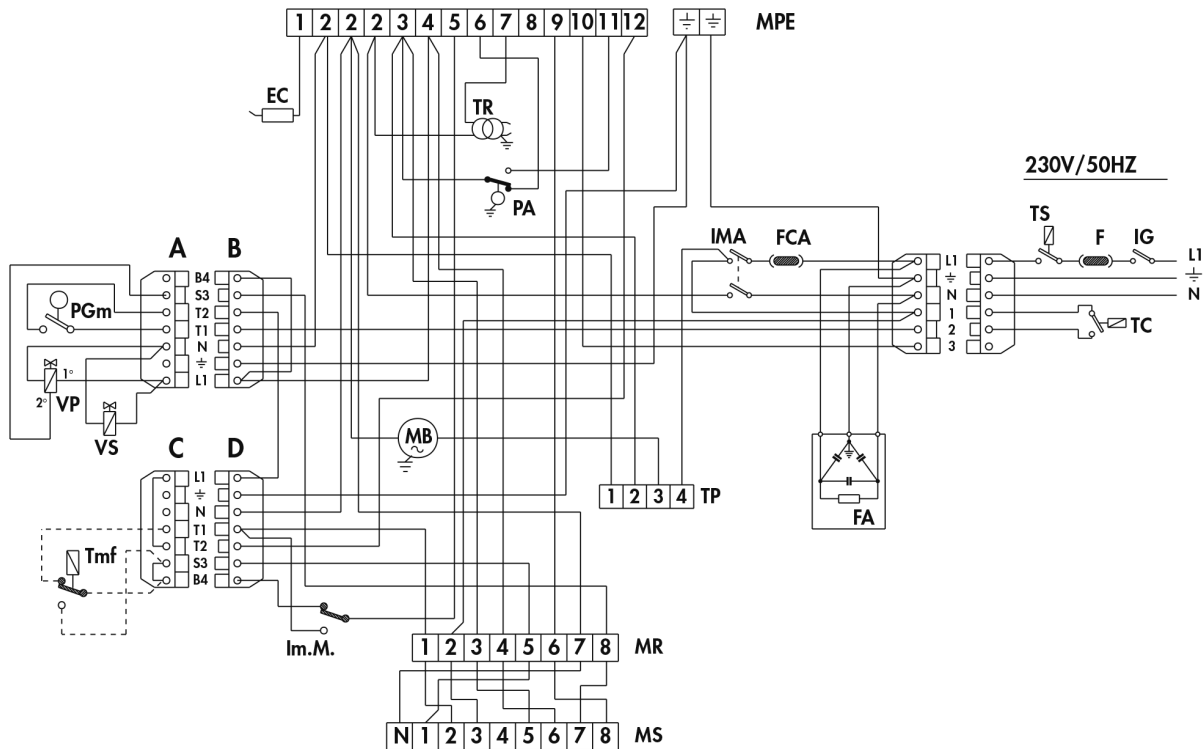 1 2 2 2 3 4 5 6 7 8 9 10 11 12
MPE
EC
TR
PA
230V/50HZ
TS
F
IG
IMA
FCA
L1
L1
N
N
1
2
3
TC
A B
B4
S3
T2
T1
N
L1
PGm
1°
2°
VP
VS
MB
C D
L1
N
T1
T2
S3
B4
Tmf
1 2 3 4 TP
FA
Im.M.
1 2 3 4 5 6 7 8 MR
N 1 2 3 4 5 6 7 8 MS